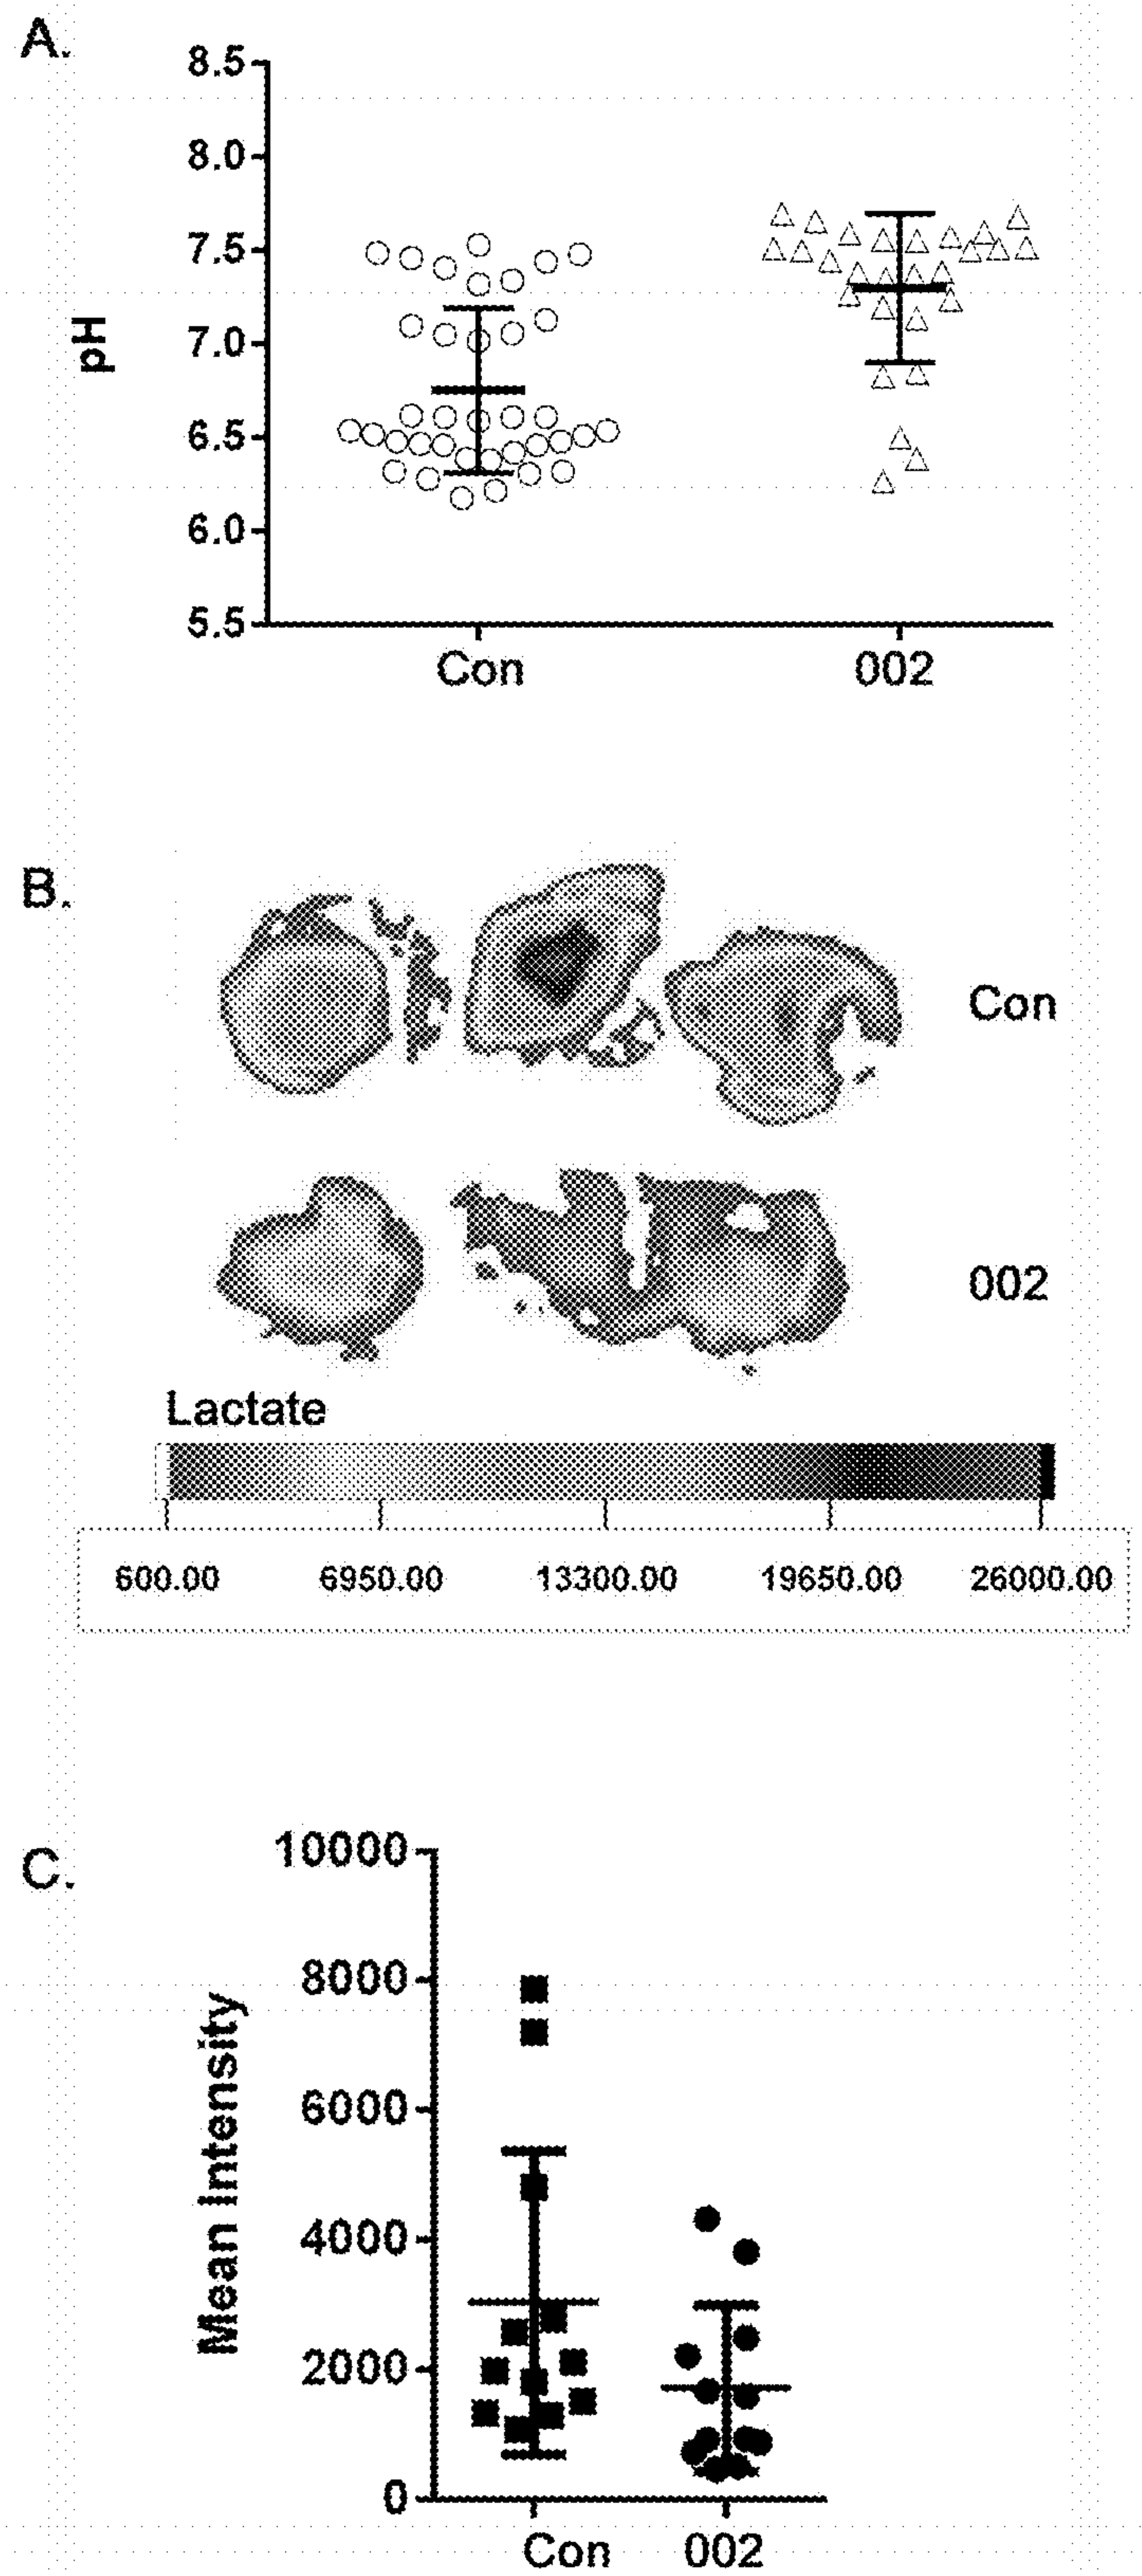 A.
8.5
8.0
7.5
7.0
6.5
6.0
5.5
pH
Con 002
B.
Con
002
Lactate
600.00 6950.00 13300.00 19650.00 26000.00
C.
10000
8000
6000
4000
2000
0
Mean Intensity
Con 002